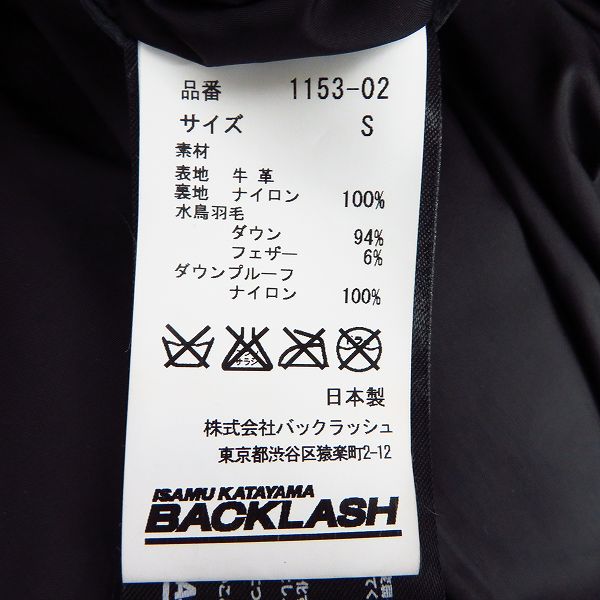 品番 1153-02
サイズ S
素材
表地 牛革
裏地 ナイロン 100%
水鳥羽毛
ダウン 94%
フェザー 6%
ダウンプルーフ
ナイロン 100%
日本製
株式会社バックラッシュ
東京都渋谷区猿楽町2-12
ISAMU KATAYAMA
BACKLASH